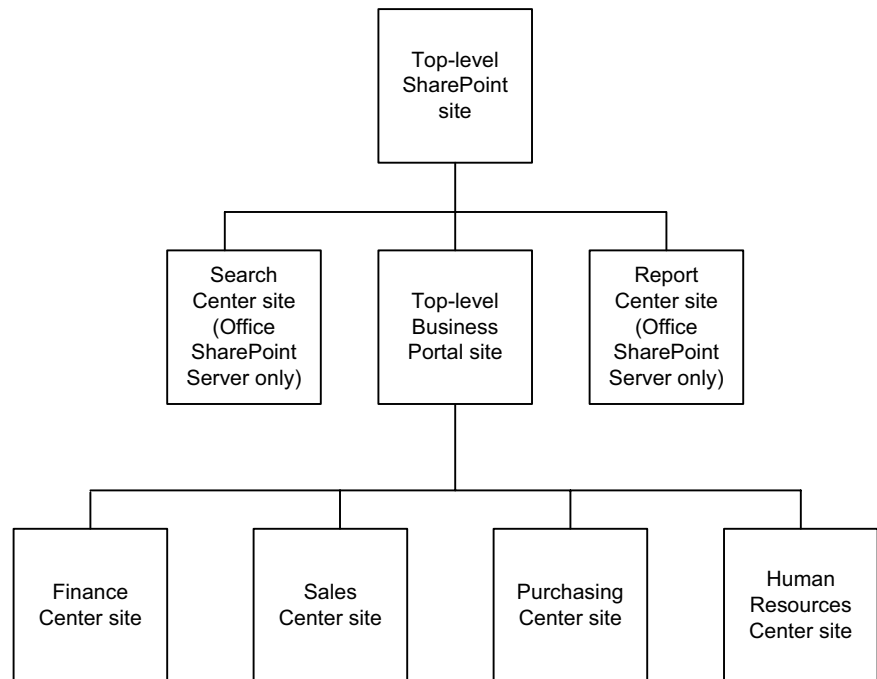 Top-level
SharePoint
site
Search
Center site
(Office
SharePoint
Server only)
Top-level
Business
Portal site
Report
Center site
(Office
SharePoint
Server only)
Finance
Center site
Sales
Center site
Purchasing
Center site
Human
Resources
Center site